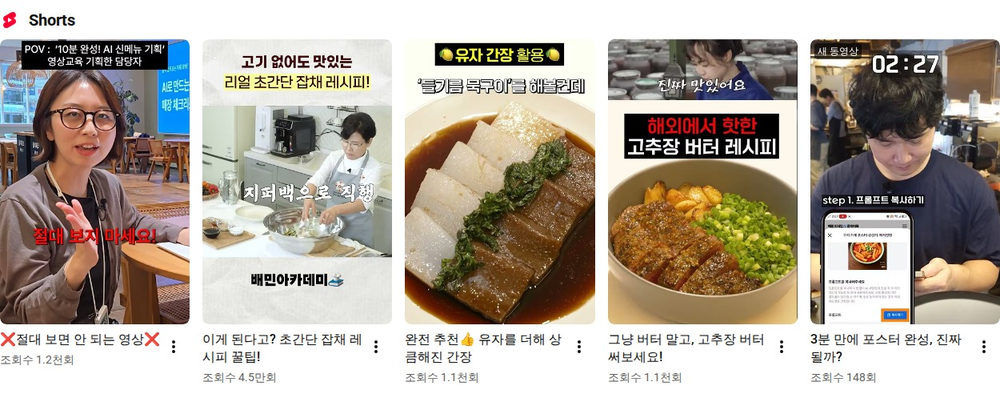 Shorts
POV : '10분 완성! AI 신메뉴 기획'
영상교육 기획한 담당자
절대 보지 마세요!
❌절대 보면 안 되는 영상❌
조회수 1.2천회
고기 없어도 맛있는
리얼 초간단 잡채 레시피!
지퍼백으로 직행
배민아카데미
이게 된다고? 초간단 잡채 레
시피 꿀팁!
조회수 4.5만회
유자 간장 활용
'들기름 묵구이'를 해볼건데
완전 추천👍 유자를 더해 상
큼해진 간장
조회수 1.1천회
진짜 맛있어요
해외에서 핫한
고추장 버터 레시피
그냥 버터 말고, 고추장 버터
써보세요!
조회수 1.1천회
새 동영상
02:27
step 1. 프롬프트 복사하기
3분 만에 포스터 완성, 진짜
될까?
조회수 148회